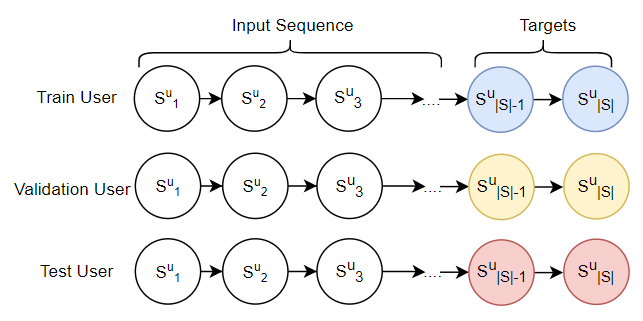 Input Sequence Targets
Train User S^u_1 S^u_2 S^u_3 .... S^u_|S|-1 S^u_|S|
Validation User S^u_1 S^u_2 S^u_3 .... S^u_|S|-1 S^u_|S|
Test User S^u_1 S^u_2 S^u_3 .... S^u_|S|-1 S^u_|S|